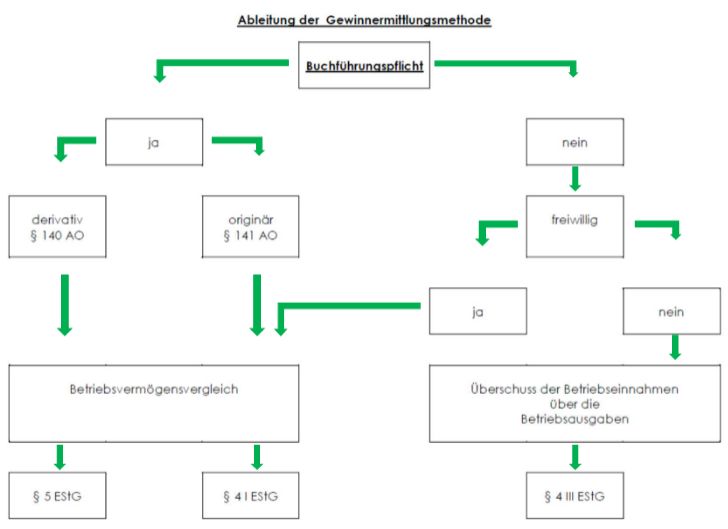 Ableitung der Gewinnermittlungsmethode
Buchführungspflicht
ja
nein
derivativ
§ 140 AO
originär
§ 141 AO
freiwillig
ja
nein
Betriebsvermögensvergleich
Überschuss der Betriebseinnahmen
über die
Betriebsausgaben
§ 5 EStG
§ 4 I EStG
§ 4 III EStG